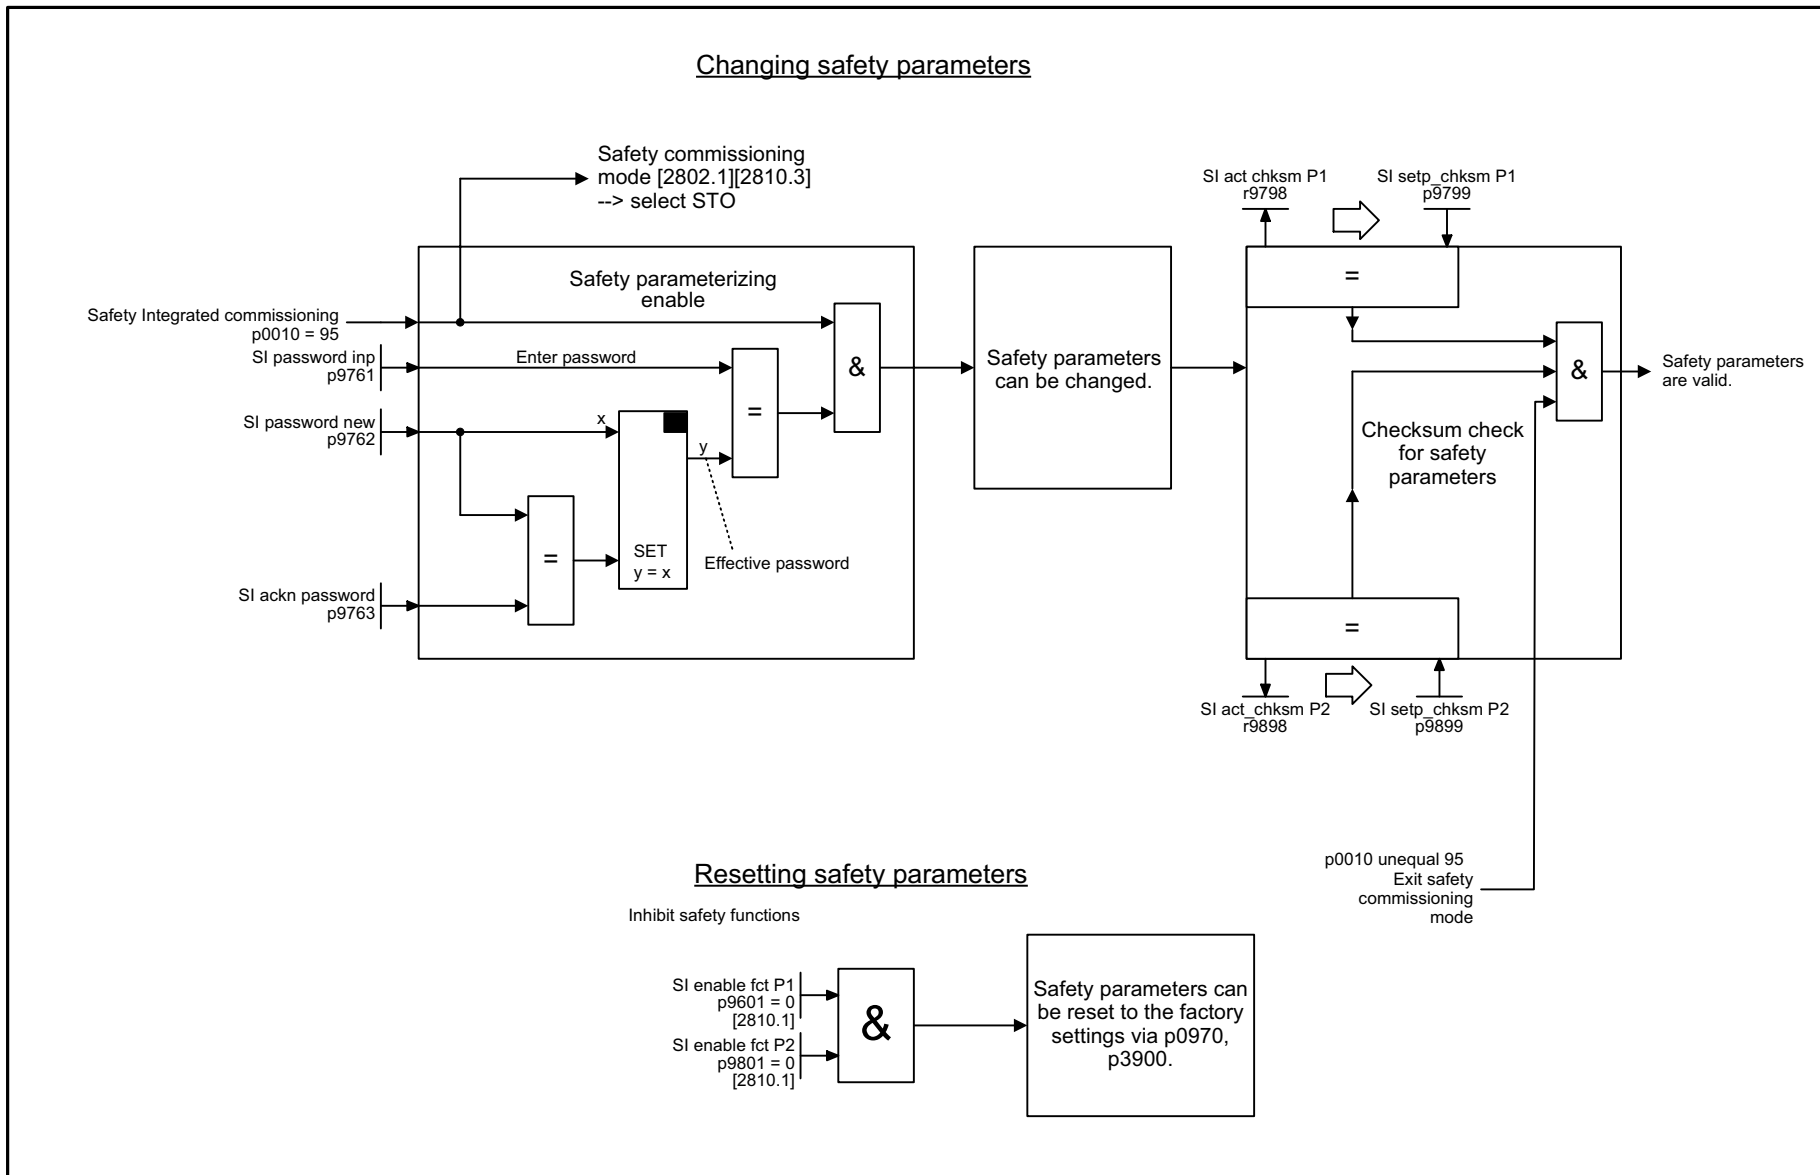 Changing safety parameters
Safety commissioning
mode [2802.1][2810.3]
--> select STO
SI act chksm P1
r9798
SI setp_chksm P1
p9799
=
Safety parameterizing
enable
Safety Integrated commissioning
p0010 = 95
SI password inp
p9761
Enter password
&
=
SI password new
p9762
x
y
=
SET
y = x
Effective password
SI ackn password
p9763
Safety parameters
can be changed.
&
Safety parameters
are valid.
Checksum check
for safety
parameters
=
SI act_chksm P2
r9898
SI setp_chksm P2
p9899
p0010 unequal 95
Exit safety
commissioning
mode
Resetting safety parameters
Inhibit safety functions
SI enable fct P1
p9601 = 0
[2810.1]
SI enable fct P2
p9801 = 0
[2810.1]
&
Safety parameters can
be reset to the factory
settings via p0970,
p3900.